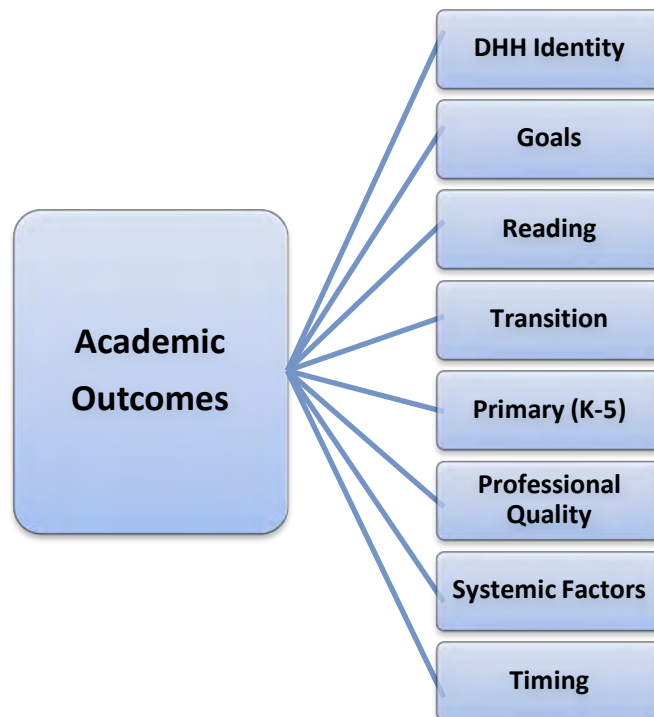 Academic
Outcomes
DHH Identity
Goals
Reading
Transition
Primary (K-5)
Professional
Quality
Systemic Factors
Timing